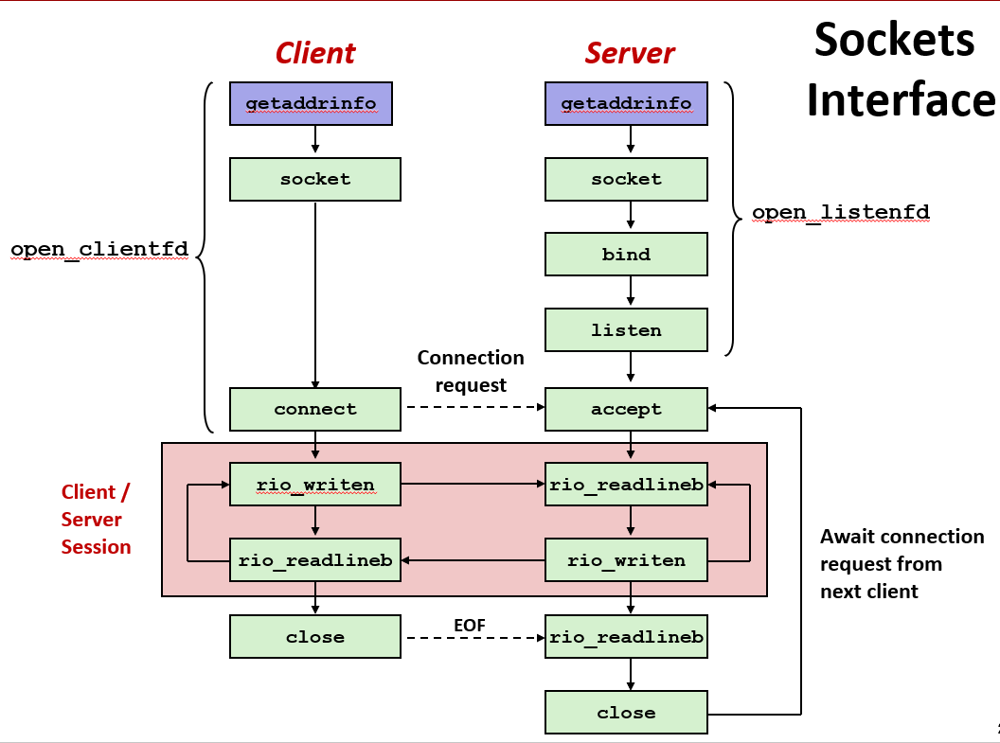 Sockets
Interface
Client
Server
getaddrinfo
getaddrinfo
socket
socket
open_listenfd
open_clientfd
bind
listen
Connection
request
connect
accept
Client /
Server
Session
rio_writen
rio_readlineb
rio_readlineb
rio_writen
Await connection
request from
next client
close
EOF
rio_readlineb
close